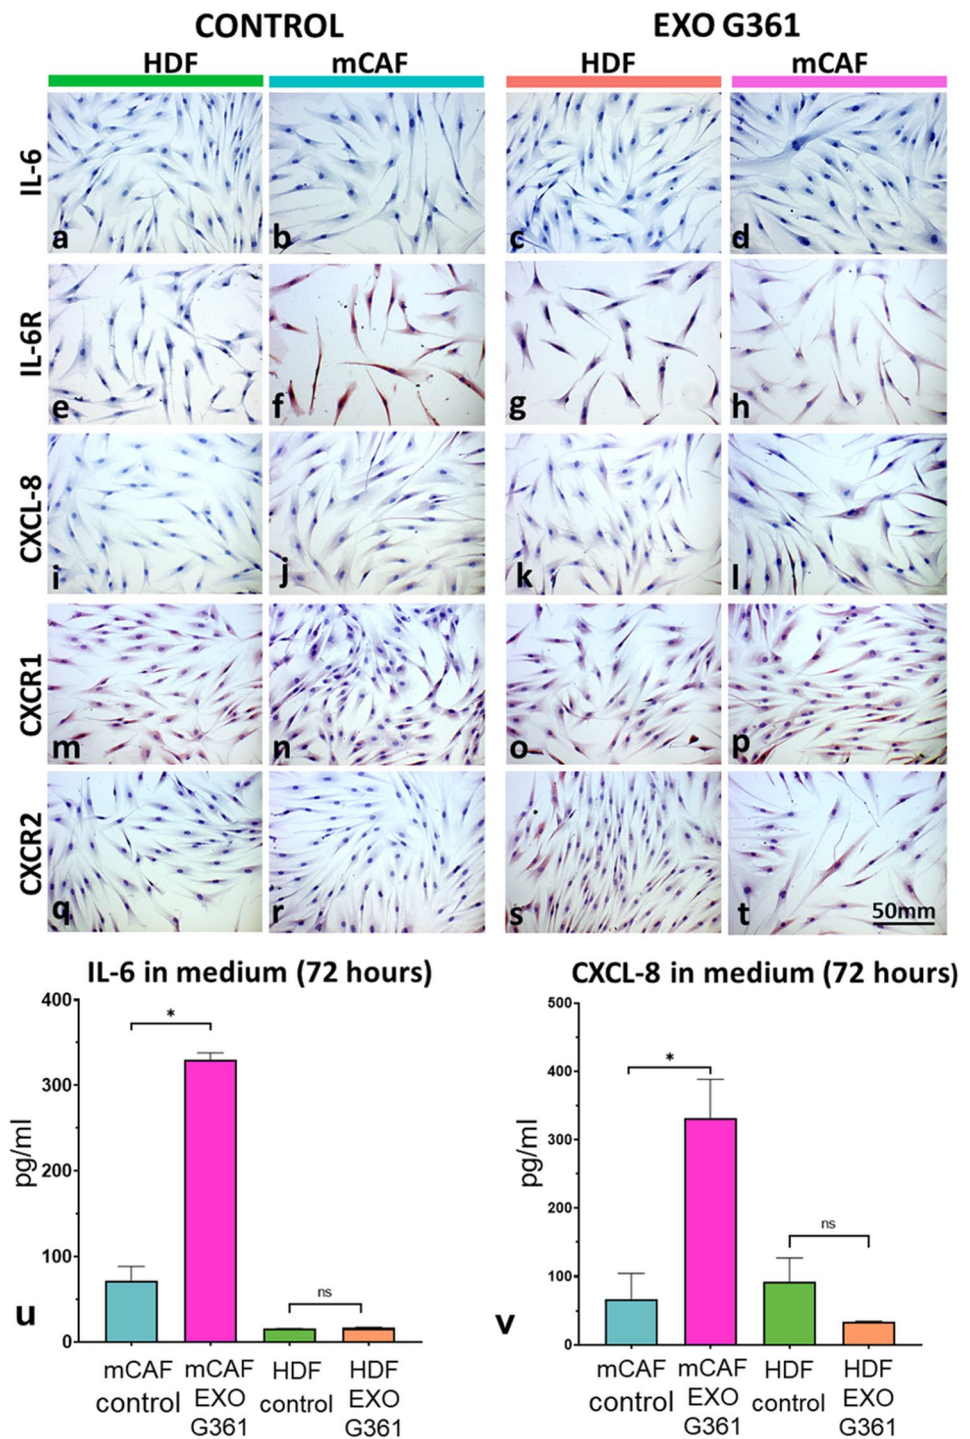 CONTROL EXO G361
HDF mCAF HDF mCAF
IL-6
a b c d
IL-6R
e f g h
CXCL-8
i j k l
CXCR1
m n o p
CXCR2
q r s t
50mm
IL-6 in medium (72 hours)
400
300
200
100
0
pg/ml
*
ns
u
mCAF control
mCAF EXO G361
HDF control
HDF EXO G361
CXCL-8 in medium (72 hours)
500
400
300
200
100
0
pg/ml
*
ns
v
mCAF control
mCAF EXO G361
HDF control
HDF EXO G361